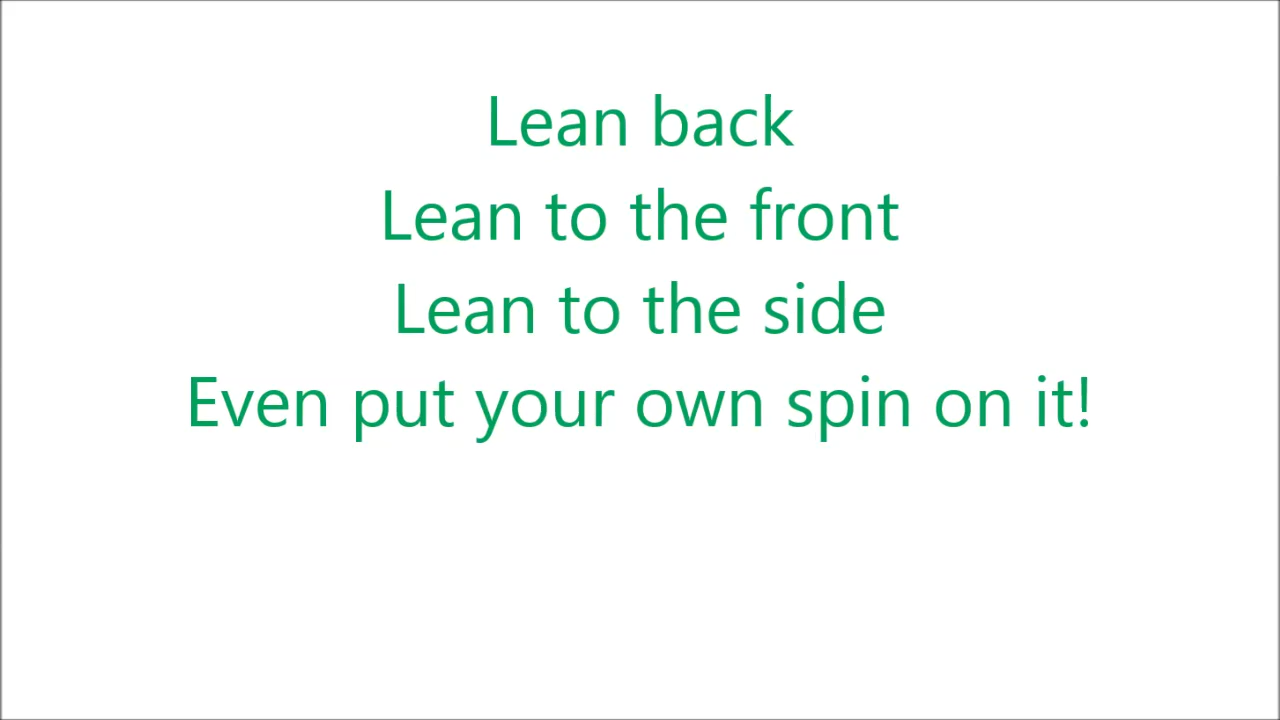 Lean back
Lean to the front
Lean to the side
Even put your own spin on it!